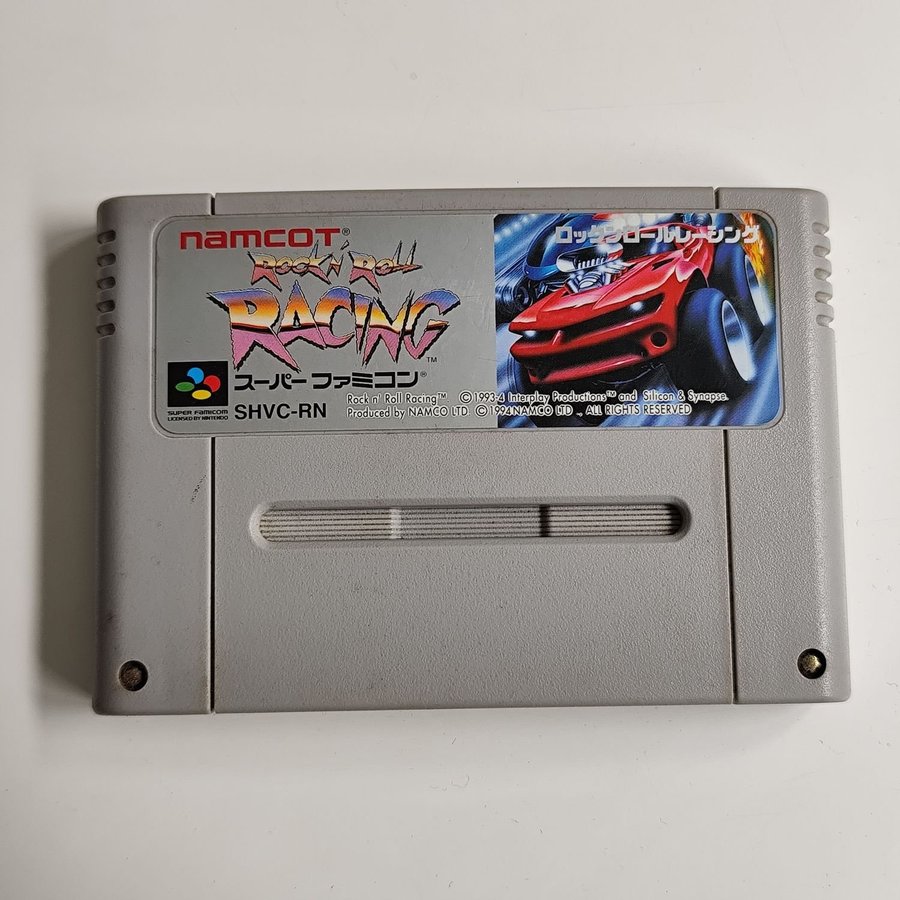 namcot®
ロックンロールレーシング
ROCK N' ROLL
RACING™
スーパーファミコン®
SUPER FAMICOM
LICENSED BY NINTENDO
SHVC-RN
Rock n' Roll Racing™ © 1993-4 Interplay Productions™ and Silicon & Synapse.
Produced by NAMCO LTD. © 1994 NAMCO LTD., ALL RIGHTS RESERVED